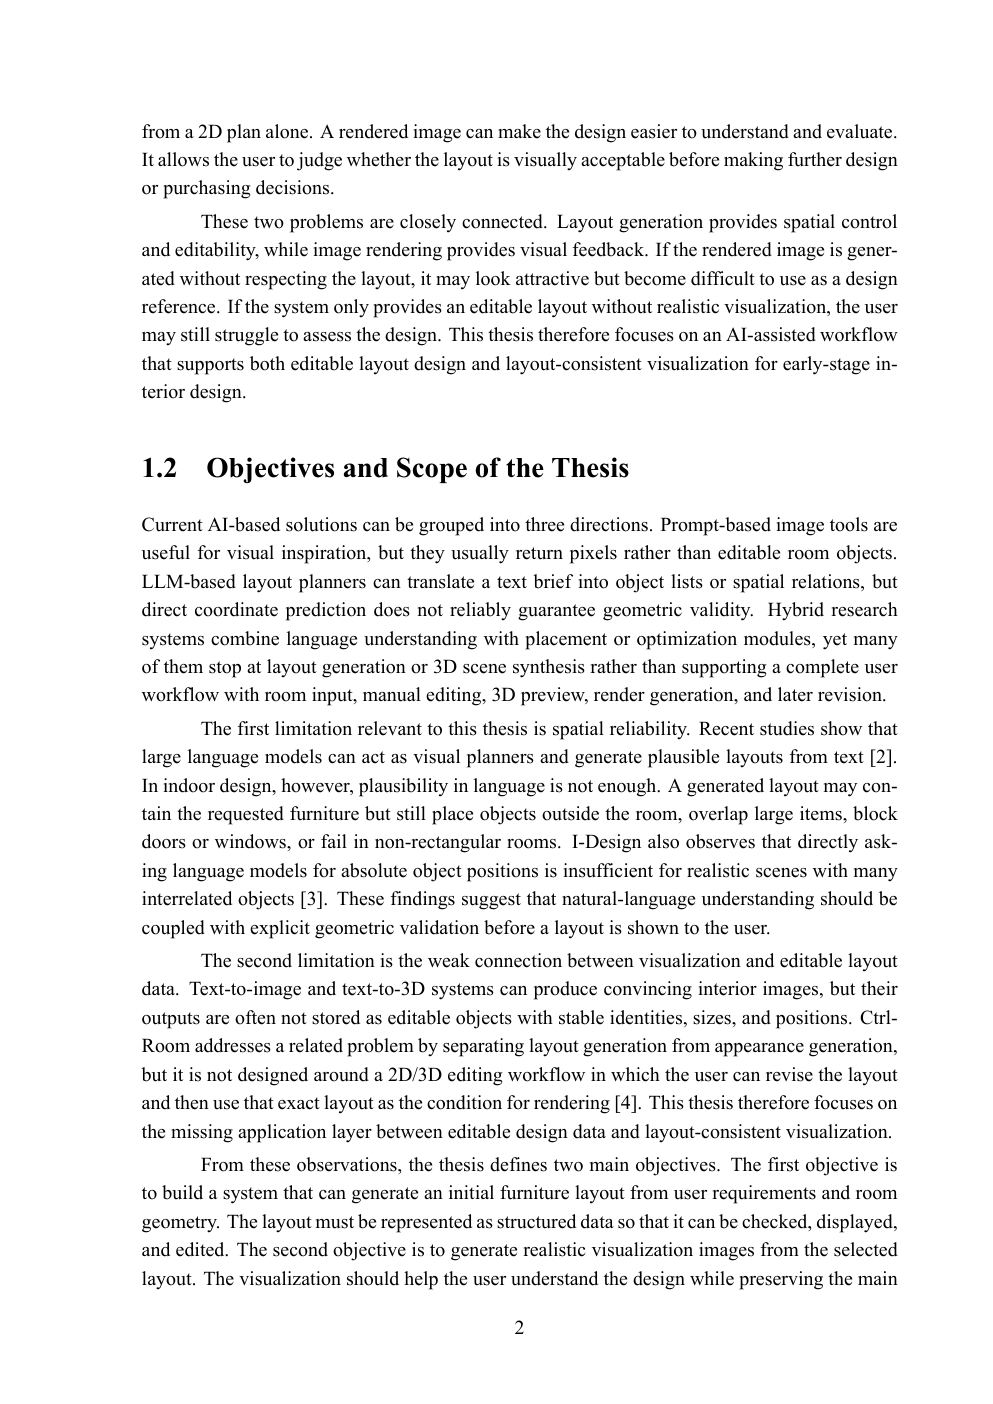 from a 2D plan alone. A rendered image can make the design easier to understand and evaluate.
It allows the user to judge whether the layout is visually acceptable before making further design
or purchasing decisions.
These two problems are closely connected. Layout generation provides spatial control
and editability, while image rendering provides visual feedback. If the rendered image is gener-
ated without respecting the layout, it may look attractive but become difficult to use as a design
reference. If the system only provides an editable layout without realistic visualization, the user
may still struggle to assess the design. This thesis therefore focuses on an AI-assisted workflow
that supports both editable layout design and layout-consistent visualization for early-stage in-
terior design.
1.2 Objectives and Scope of the Thesis
Current AI-based solutions can be grouped into three directions. Prompt-based image tools are
useful for visual inspiration, but they usually return pixels rather than editable room objects.
LLM-based layout planners can translate a text brief into object lists or spatial relations, but
direct coordinate prediction does not reliably guarantee geometric validity. Hybrid research
systems combine language understanding with placement or optimization modules, yet many
of them stop at layout generation or 3D scene synthesis rather than supporting a complete user
workflow with room input, manual editing, 3D preview, render generation, and later revision.
The first limitation relevant to this thesis is spatial reliability. Recent studies show that
large language models can act as visual planners and generate plausible layouts from text [2].
In indoor design, however, plausibility in language is not enough. A generated layout may con-
tain the requested furniture but still place objects outside the room, overlap large items, block
doors or windows, or fail in non-rectangular rooms. I-Design also observes that directly ask-
ing language models for absolute object positions is insufficient for realistic scenes with many
interrelated objects [3]. These findings suggest that natural-language understanding should be
coupled with explicit geometric validation before a layout is shown to the user.
The second limitation is the weak connection between visualization and editable layout
data. Text-to-image and text-to-3D systems can produce convincing interior images, but their
outputs are often not stored as editable objects with stable identities, sizes, and positions. Ctrl-
Room addresses a related problem by separating layout generation from appearance generation,
but it is not designed around a 2D/3D editing workflow in which the user can revise the layout
and then use that exact layout as the condition for rendering [4]. This thesis therefore focuses on
the missing application layer between editable design data and layout-consistent visualization.
From these observations, the thesis defines two main objectives. The first objective is
to build a system that can generate an initial furniture layout from user requirements and room
geometry. The layout must be represented as structured data so that it can be checked, displayed,
and edited. The second objective is to generate realistic visualization images from the selected
layout. The visualization should help the user understand the design while preserving the main
2